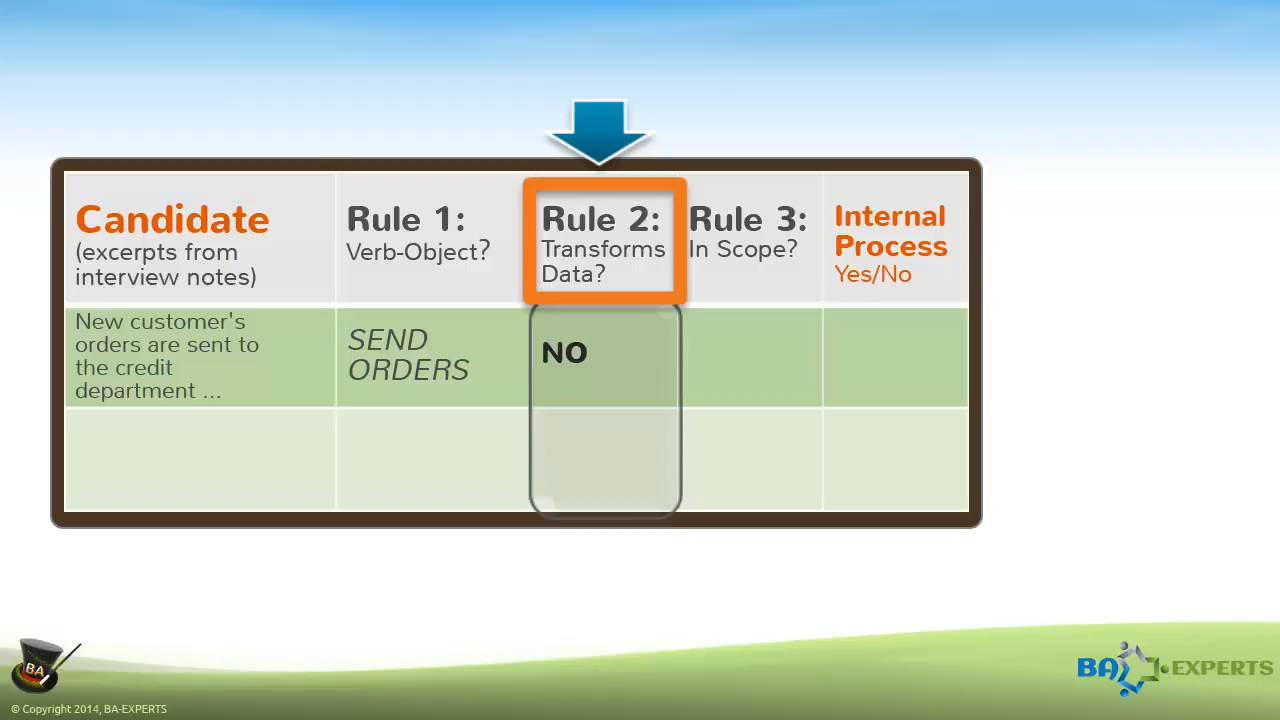 Candidate
(excerpts from
interview notes)
Rule 1:
Verb-Object?
Rule 2:
Transforms
Data?
Rule 3:
In Scope?
Internal
Process
Yes/No
New customer's
orders are sent to
the credit
department ...
SEND
ORDERS
NO
BA
© Copyright 2014, BA-EXPERTS
BA EXPERTS